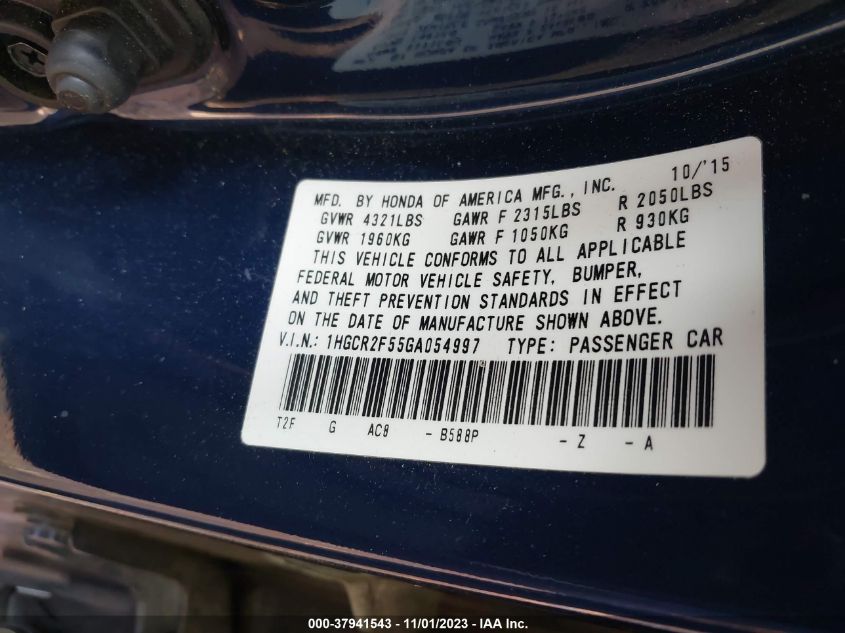 MFD. BY HONDA OF AMERICA MFG., INC. 10/'15
GVWR 4321LBS GAWR F 2315LBS R 2050LBS
GVWR 1960KG GAWR F 1050KG R 930KG
THIS VEHICLE CONFORMS TO ALL APPLICABLE
FEDERAL MOTOR VEHICLE SAFETY, BUMPER,
AND THEFT PREVENTION STANDARDS IN EFFECT
ON THE DATE OF MANUFACTURE SHOWN ABOVE.
V.I.N.: 1HGCR2F55GA054997 TYPE: PASSENGER CAR
T2F G AC8 - B588P - Z - A
000-37941543 - 11/01/2023 - IAA Inc.